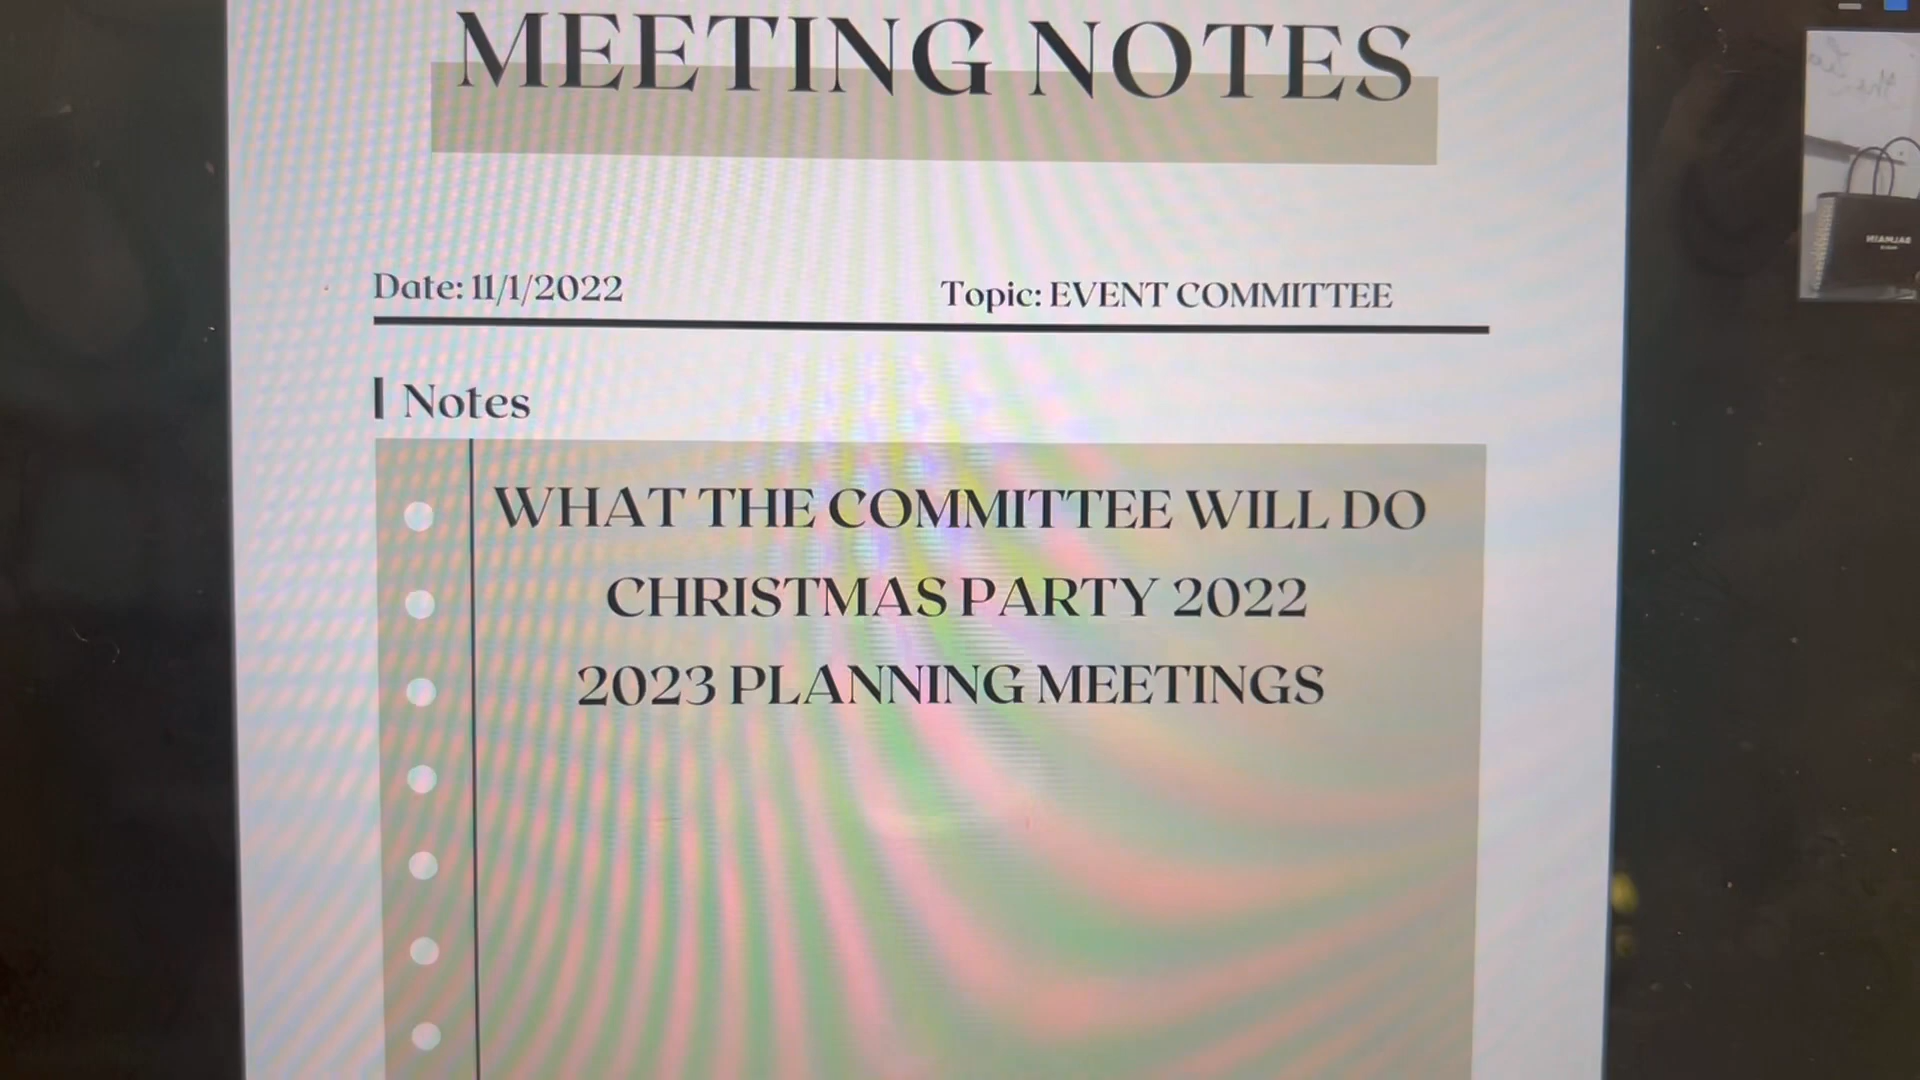 MEETING NOTES
Date: 11/1/2022
Topic: EVENT COMMITTEE
Notes
WHAT THE COMMITTEE WILL DO
CHRISTMAS PARTY 2022
2023 PLANNING MEETINGS